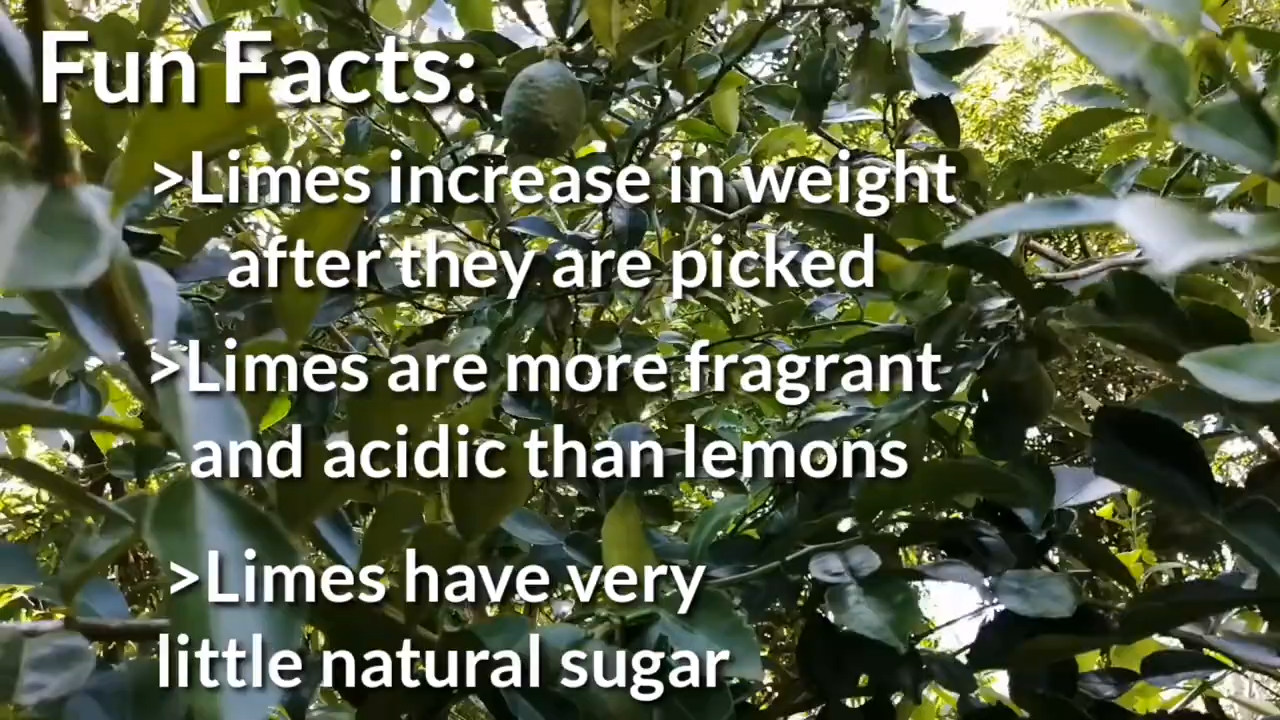 Fun Facts:
>Limes increase in weight
after they are picked
>Limes are more fragrant
and acidic than lemons
>Limes have very
little natural sugar